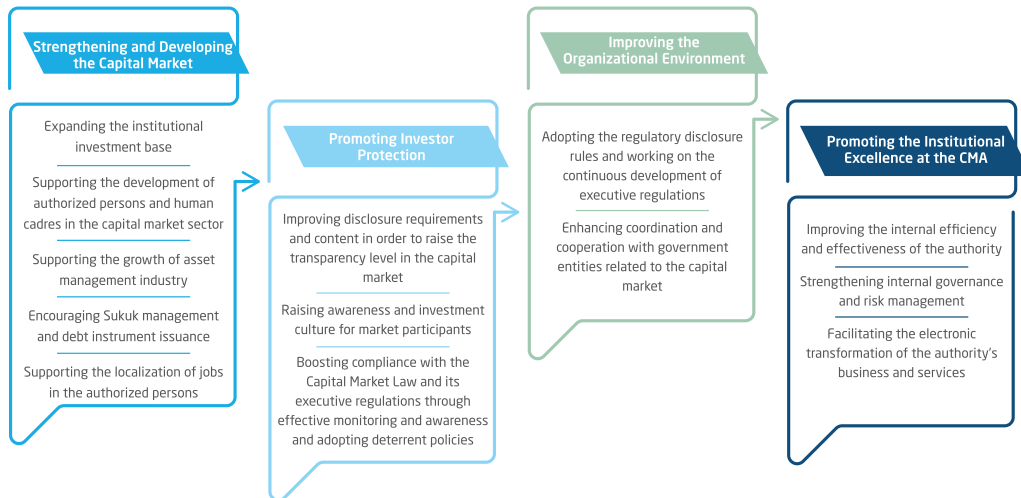 Strengthening and Developing
the Capital Market
Expanding the institutional
investment base
Supporting the development of
authorized persons and human
cadres in the capital market sector
Supporting the growth of asset
management industry
Encouraging Sukuk management
and debt instrument issuance
Supporting the localization of jobs
in the authorized persons
Promoting Investor
Protection
Improving disclosure requirements
and content in order to raise the
transparency level in the capital
market
Raising awareness and investment
culture for market participants
Boosting compliance with the
Capital Market Law and its
executive regulations through
effective monitoring and awareness
and adopting deterrent policies
Improving the
Organizational Environment
Adopting the regulatory disclosure
rules and working on the
continuous development of
executive regulations
Enhancing coordination and
cooperation with government
entities related to the capital
market
Promoting the Institutional
Excellence at the CMA
Improving the internal efficiency
and effectiveness of the authority
Strengthening internal governance
and risk management
Facilitating the electronic
transformation of the authority's
business and services